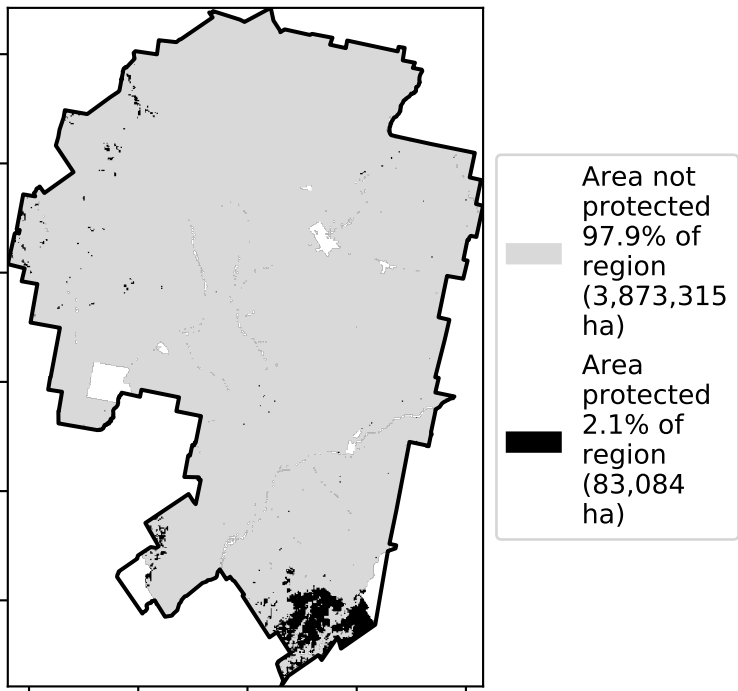 Area not
protected
97.9% of
region
(3,873,315
ha)
Area
protected
2.1% of
region
(83,084
ha)